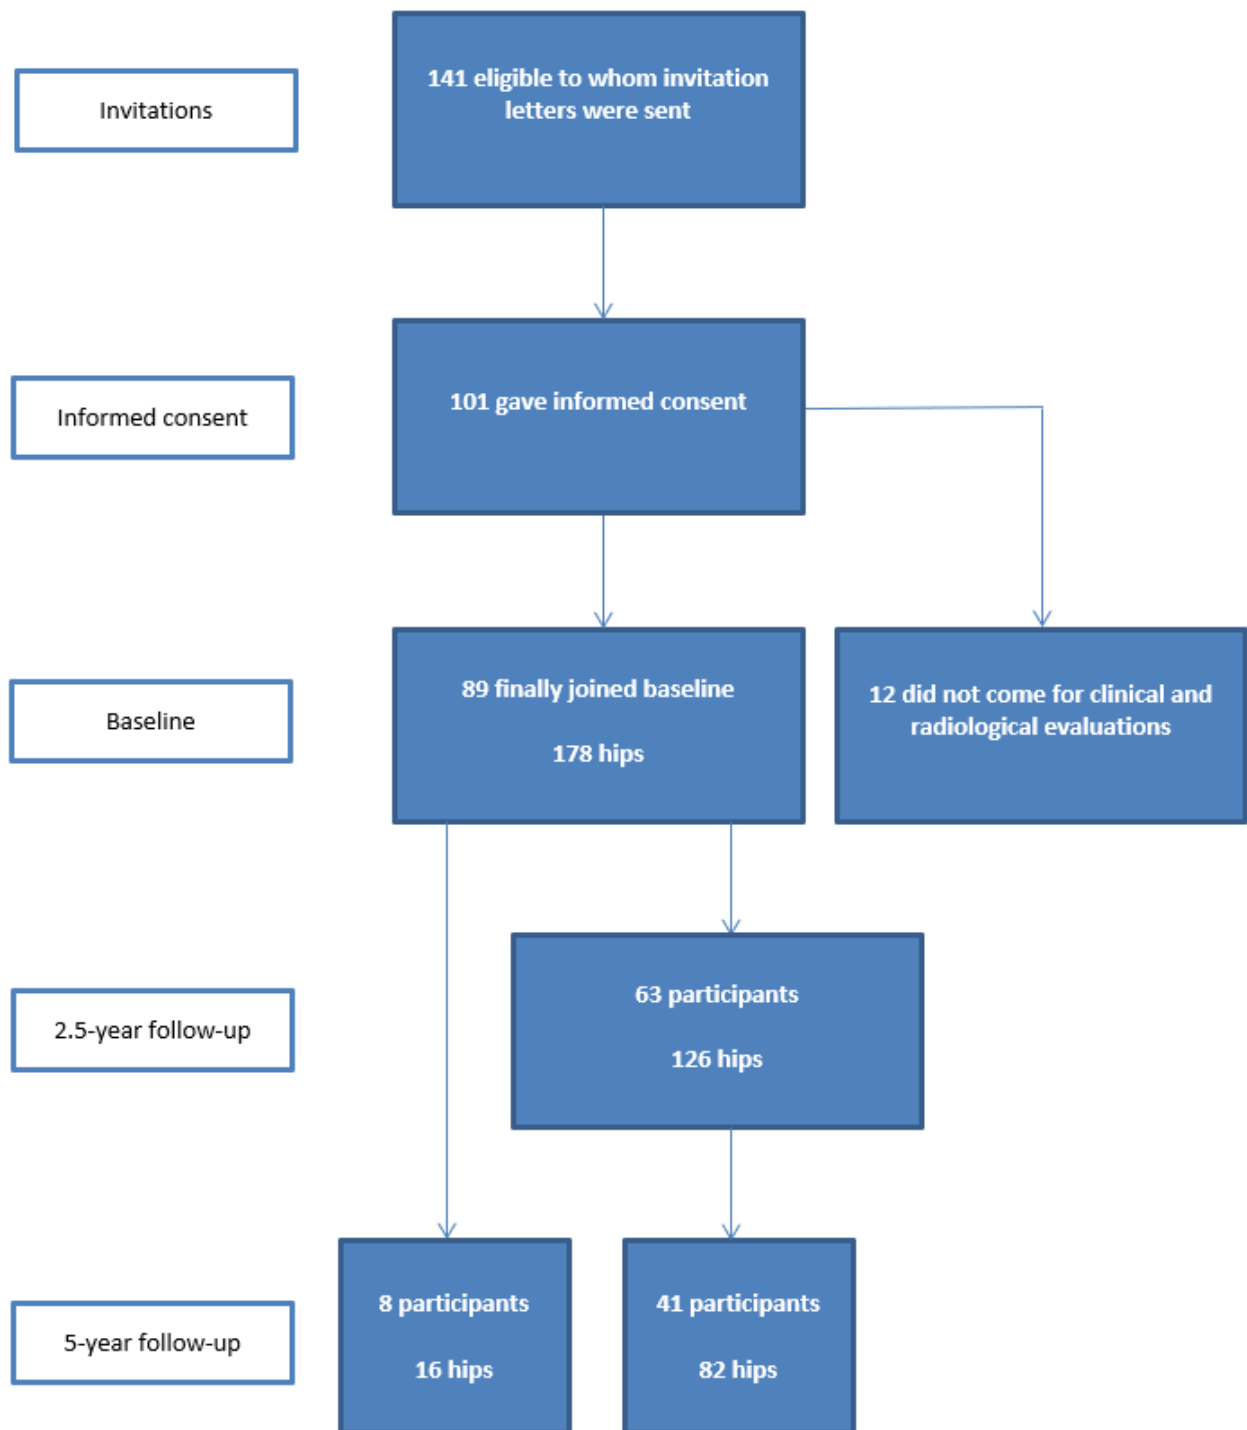 Invitations
141 eligible to whom invitation
letters were sent
Informed consent
101 gave informed consent
Baseline
89 finally joined baseline
178 hips
12 did not come for clinical and
radiological evaluations
2.5-year follow-up
63 participants
126 hips
5-year follow-up
8 participants
16 hips
41 participants
82 hips